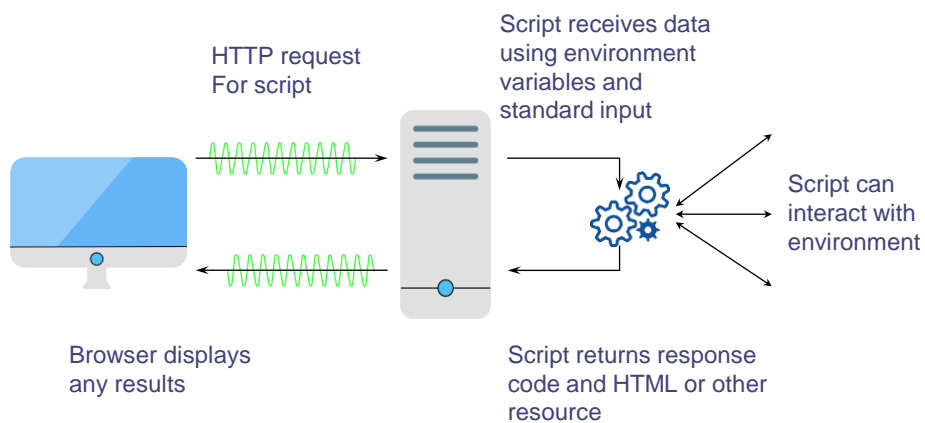 HTTP request
For script
Script receives data
using environment
variables and
standard input
Script can
interact with
environment
Browser displays
any results
Script returns response
code and HTML or other
resource